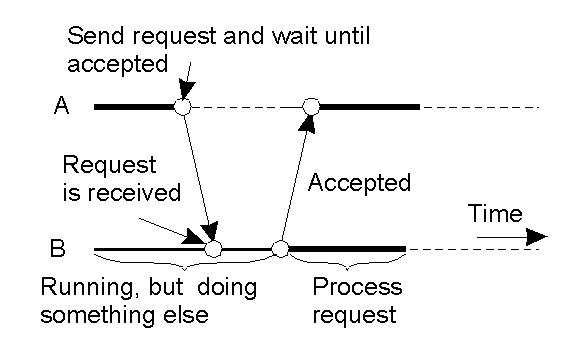 Send request and wait until
accepted
A
Request
is received
Accepted
Time
B
Running, but doing
something else
Process
request